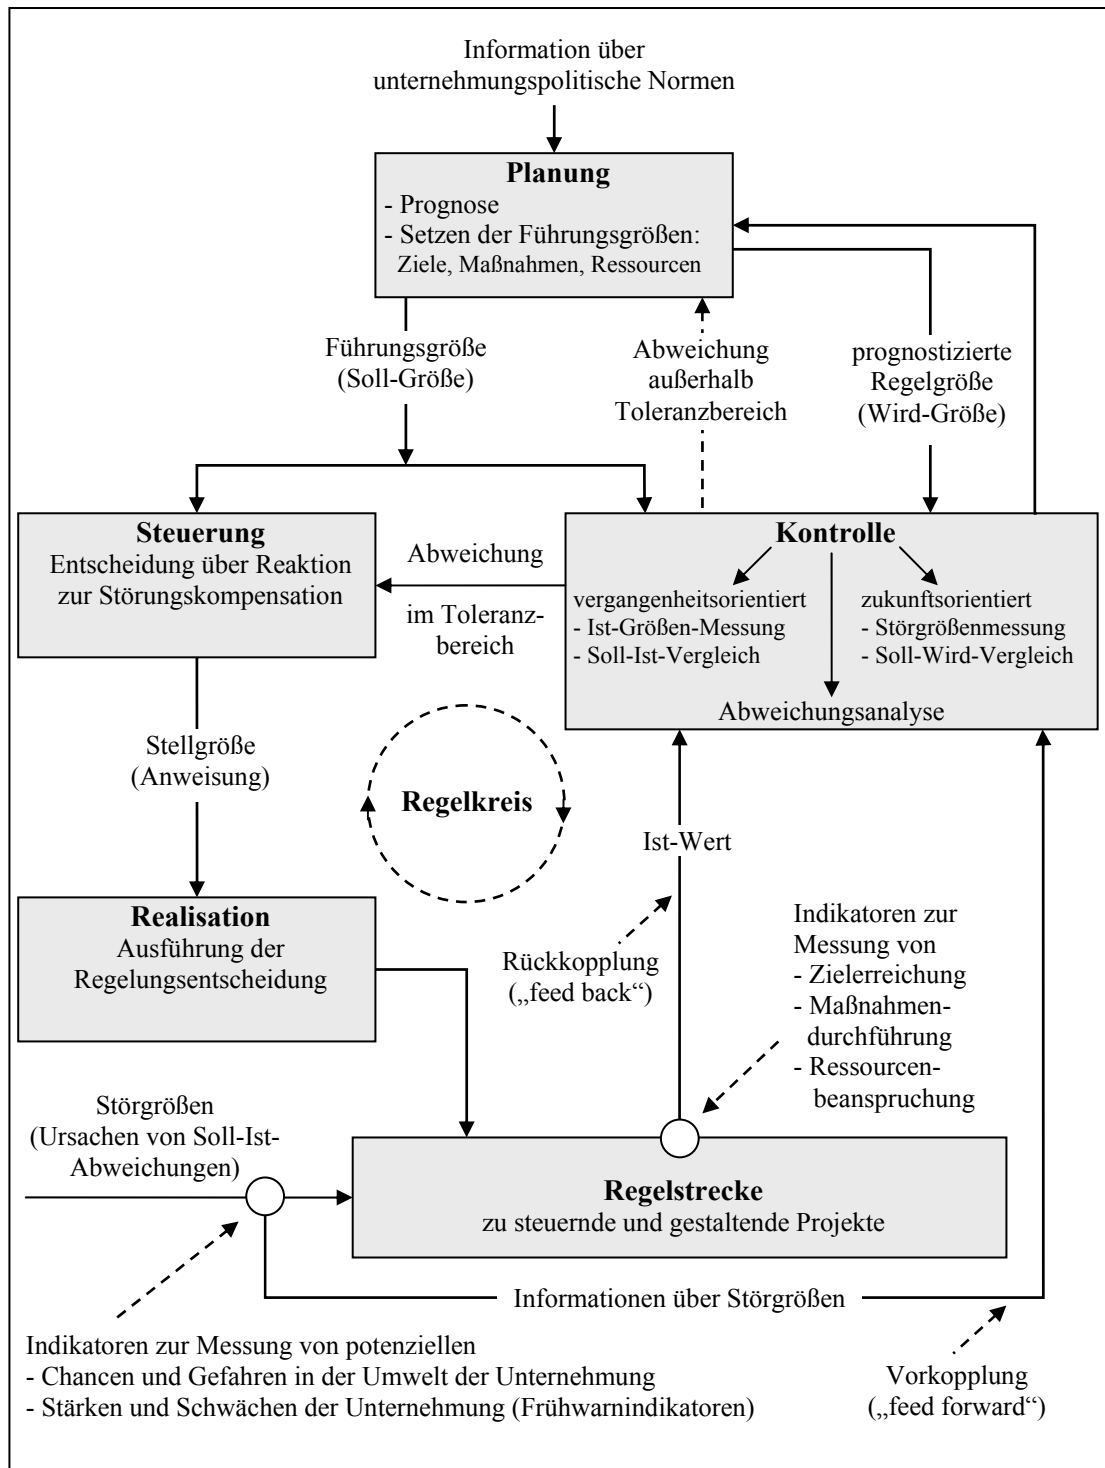 Information über
unternehmungspolitische Normen
Planung
- Prognose
- Setzen der Führungsgrößen:
Ziele, Maßnahmen, Ressourcen
Führungsgröße
(Soll-Größe)
Abweichung
außerhalb
Toleranzbereich
prognostizierte
Regelgröße
(Wird-Größe)
Steuerung
Entscheidung über Reaktion
zur Störungskompensation
Abweichung
im Toleranz-
bereich
Kontrolle
vergangenheitsorientiert
- Ist-Größen-Messung
- Soll-Ist-Vergleich
zukunftsorientiert
- Störgrößenmessung
- Soll-Wird-Vergleich
Abweichungsanalyse
Stellgröße
(Anweisung)
Regelkreis
Ist-Wert
Realisation
Ausführung der
Regelungsentscheidung
Rückkopplung
(„feed back“)
Indikatoren zur
Messung von
- Zielerreichung
- Maßnahmen-
durchführung
- Ressourcen-
beanspruchung
Störgrößen
(Ursachen von Soll-Ist-
Abweichungen)
Regelstrecke
zu steuernde und gestaltende Projekte
Informationen über Störgrößen
Indikatoren zur Messung von potenziellen
- Chancen und Gefahren in der Umwelt der Unternehmung
- Stärken und Schwächen der Unternehmung (Frühwarnindikatoren)
Vorkopplung
(„feed forward“)